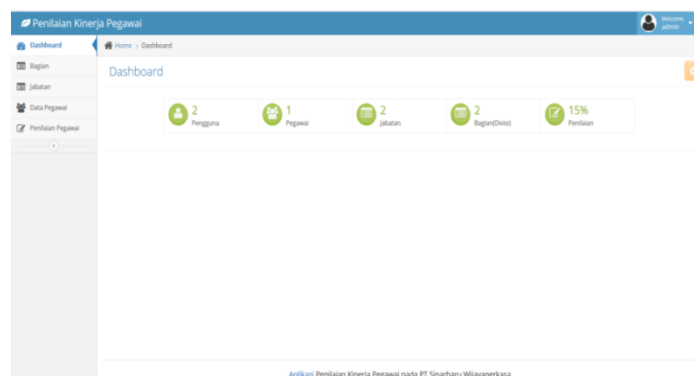 Penilaian Kinerja Pegawai
Welcome,
admin
Dashboard
Home > Dashboard
Bagian
Dashboard
Jabatan
Data Pegawai
Penilaian Pegawai
2
Pengguna
1
Pegawai
2
Jabatan
2
Bagian(Divisi)
15%
Penilaian
Aplikasi Penilaian Kinerja Pegawai pada PT Sinarbaru Wijayaperkasa